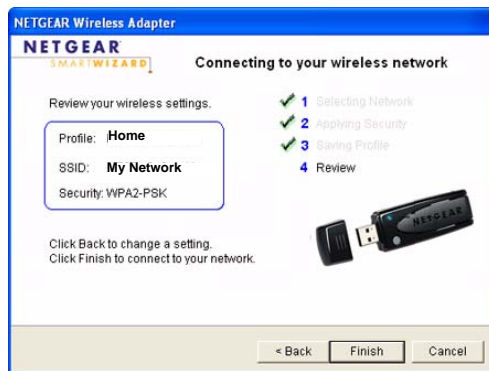 NETGEAR Wireless Adapter
NETGEAR
SMARTWIZARD
Connecting to your wireless network
Review your wireless settings.
Profile: Home
SSID: My Network
Security: WPA2-PSK
1 Selecting Network
2 Applying Security
3 Saving Profile
4 Review
NETGEAR
Click Back to change a setting.
Click Finish to connect to your network.
< Back
Finish
Cancel